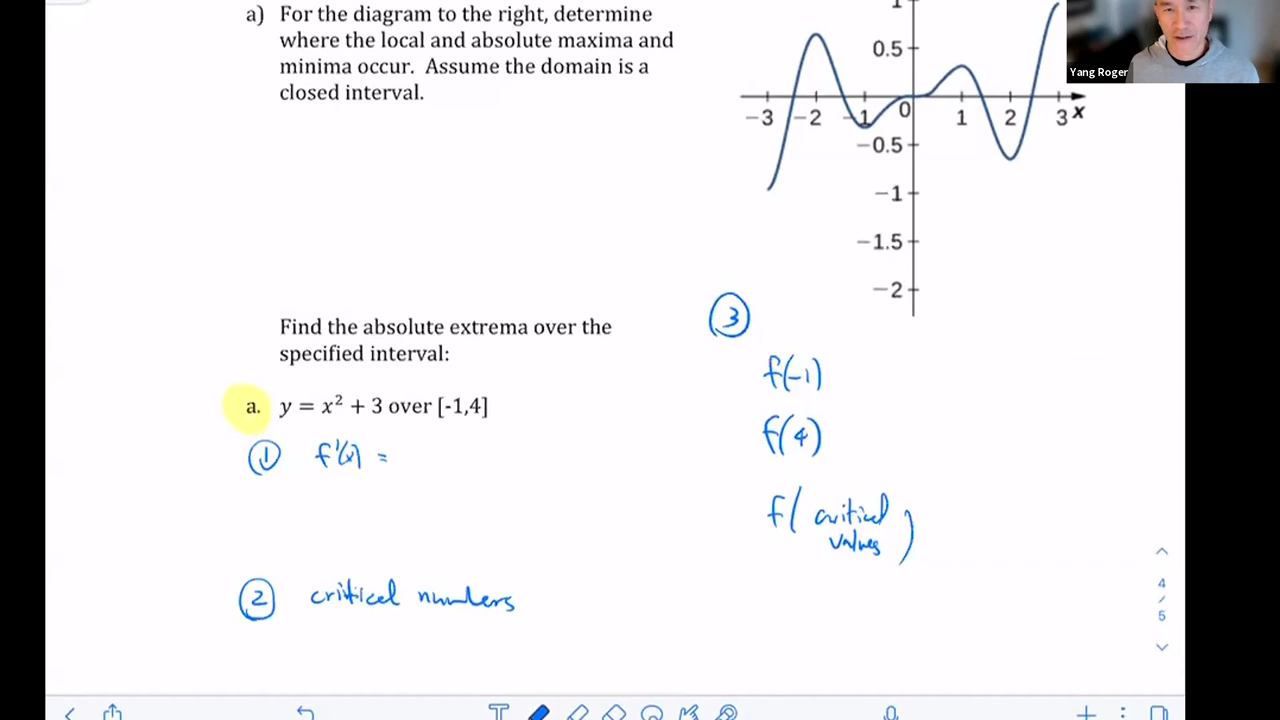 a) For the diagram to the right, determine
where the local and absolute maxima and
minima occur. Assume the domain is a
closed interval.
1
0.5
−3 −2 −1 0 1 2 3 x
−0.5
−1
−1.5
−2
Yang Roger
Find the absolute extrema over the
specified interval:
a. y = x² + 3 over [-1,4]
① f'(x) =
② critical numbers
③
f(-1)
f(4)
f( critical
values )
4
/
5